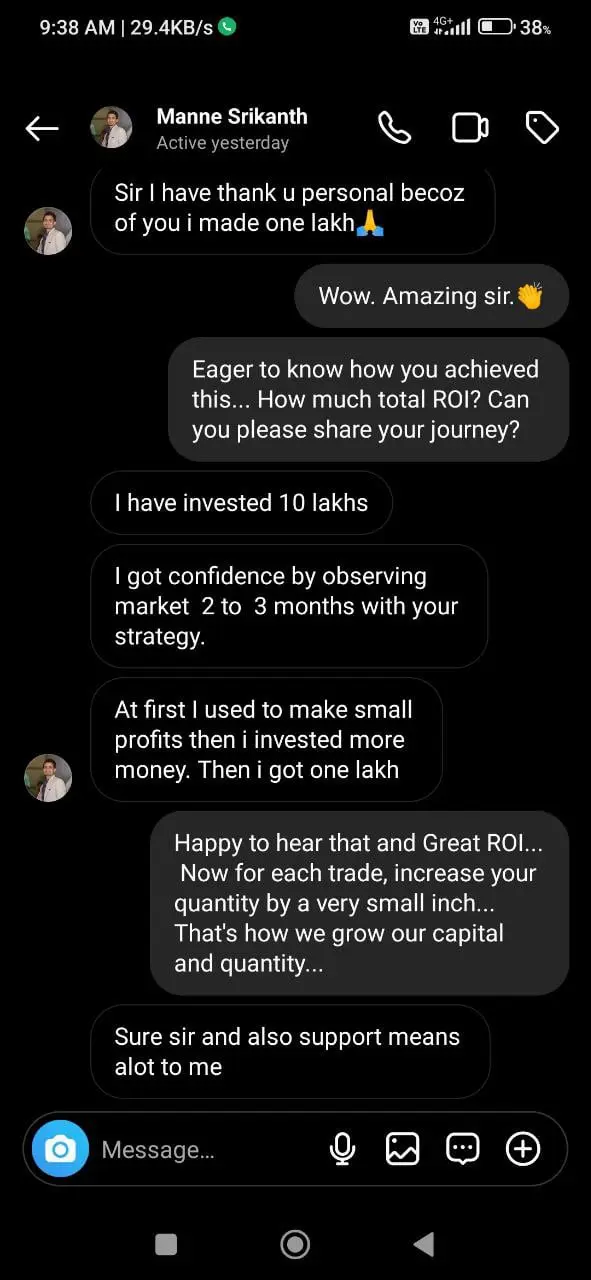 9:38 AM | 29.4KB/s
Vo LTE 4G+ 38%
Manne Srikanth
Active yesterday
Sir I have thank u personal becoz
of you i made one lakh🙏
Wow. Amazing sir.👏
Eager to know how you achieved
this... How much total ROI? Can
you please share your journey?
I have invested 10 lakhs
I got confidence by observing
market 2 to 3 months with your
strategy.
At first I used to make small
profits then i invested more
money. Then i got one lakh
Happy to hear that and Great ROI...
Now for each trade, increase your
quantity by a very small inch...
That's how we grow our capital
and quantity...
Sure sir and also support means
alot to me
Message...